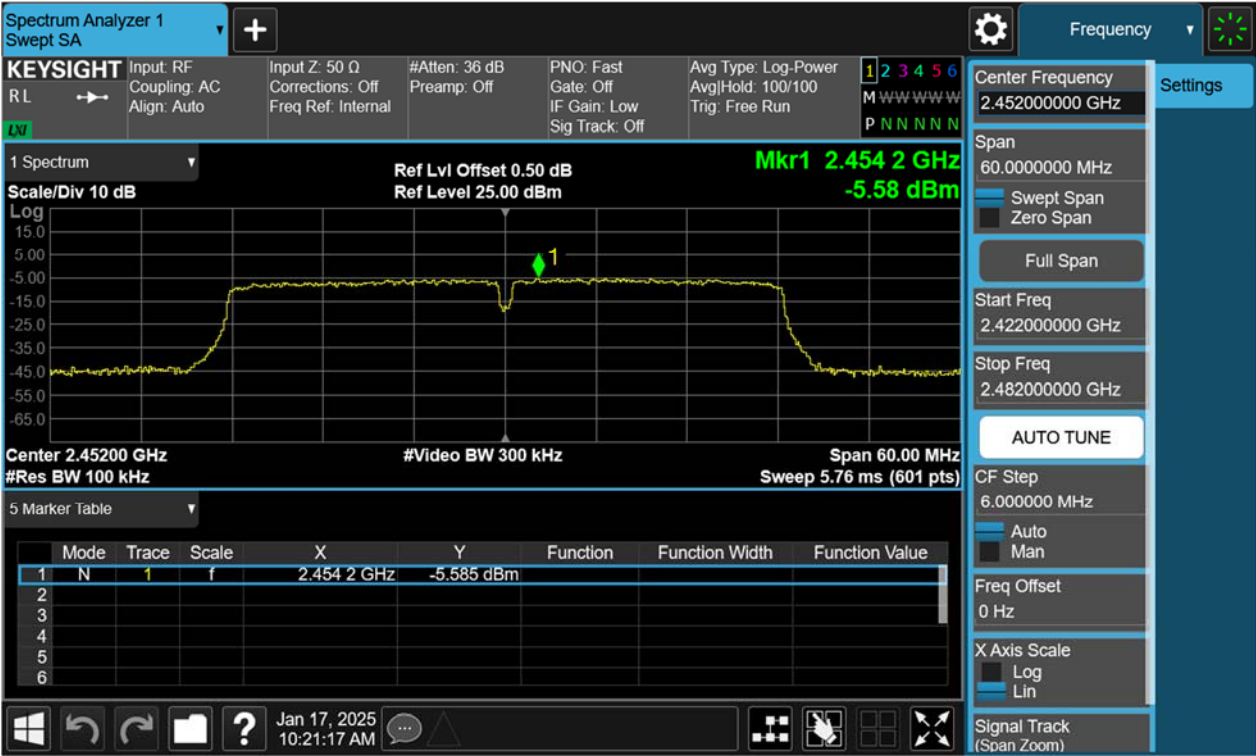 Spectrum Analyzer 1
Swept SA
+
Frequency
KEYSIGHT
R L
LXI
Input: RF
Coupling: AC
Align: Auto
Input Z: 50 Ω
Corrections: Off
Freq Ref: Internal
#Atten: 36 dB
Preamp: Off
PNO: Fast
Gate: Off
IF Gain: Low
Sig Track: Off
Avg Type: Log-Power
Avg|Hold: 100/100
Trig: Free Run
1 2 3 4 5 6
M W W W W W
P N N N N N
Center Frequency
2.452000000 GHz
Settings
Span
60.0000000 MHz
Swept Span
Zero Span
Full Span
Start Freq
2.422000000 GHz
Stop Freq
2.482000000 GHz
AUTO TUNE
CF Step
6.000000 MHz
Auto
Man
Freq Offset
0 Hz
X Axis Scale
Log
Lin
Signal Track
(Span Zoom)
1 Spectrum
Ref Lvl Offset 0.50 dB
Mkr1 2.454 2 GHz
Scale/Div 10 dB
Ref Level 25.00 dBm
-5.58 dBm
Log
15.0
5.00
-5.00
-15.0
-25.0
-35.0
-45.0
-55.0
-65.0
1
Center 2.45200 GHz
#Video BW 300 kHz
Span 60.00 MHz
#Res BW 100 kHz
Sweep 5.76 ms (601 pts)
5 Marker Table
Mode Trace Scale X Y Function Function Width Function Value
1 N 1 f 2.454 2 GHz -5.585 dBm
2
3
4
5
6
?
Jan 17, 2025
10:21:17 AM